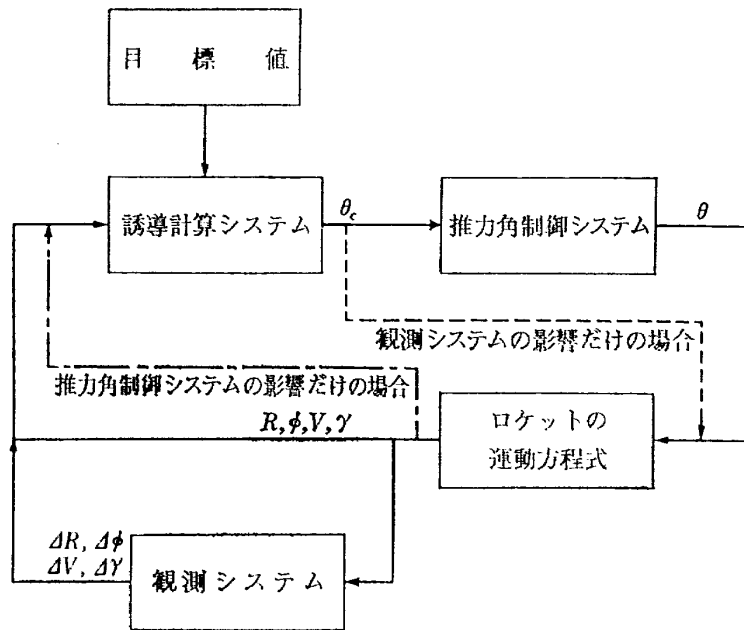 目標値
誘導計算システム
θc
推力角制御システム
θ
観測システムの影響だけの場合
推力角制御システムの影響だけの場合
R,φ,V,γ
ロケットの
運動方程式
ΔR, Δφ
ΔV, Δγ
観測システム